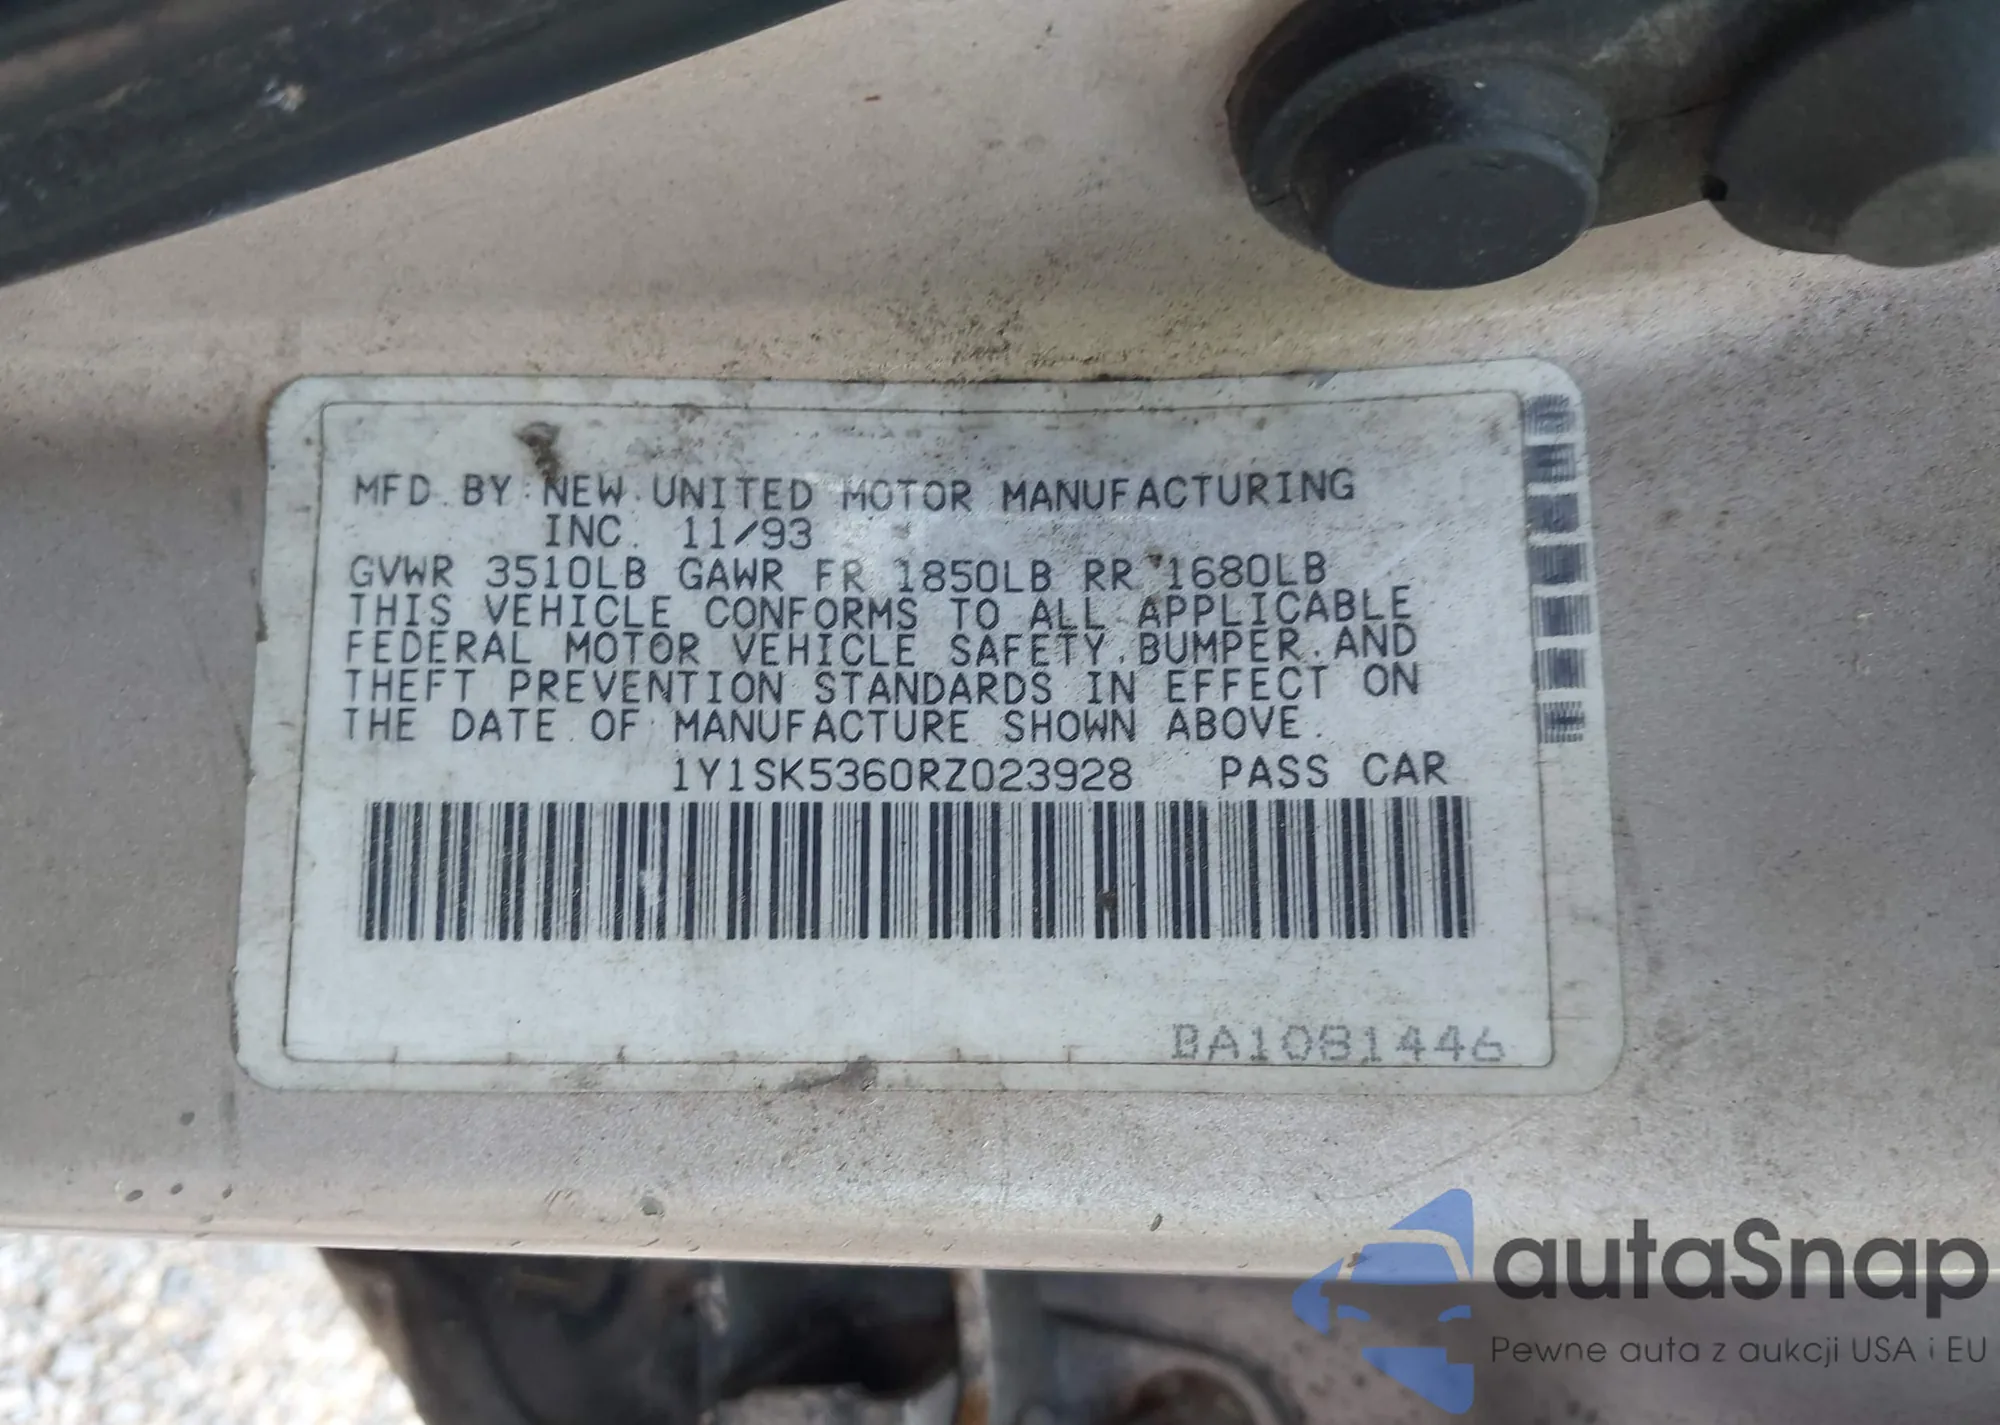 MFD. BY: NEW UNITED MOTOR MANUFACTURING
INC. 11/93
GVWR 3510LB GAWR FR 1850LB RR 1680LB
THIS VEHICLE CONFORMS TO ALL APPLICABLE
FEDERAL MOTOR VEHICLE SAFETY, BUMPER, AND
THEFT PREVENTION STANDARDS IN EFFECT ON
THE DATE OF MANUFACTURE SHOWN ABOVE.
1Y1SK5360RZ023928 PASS CAR
BA1081446
autaSnap
Pewne auta z aukcji USA i EU